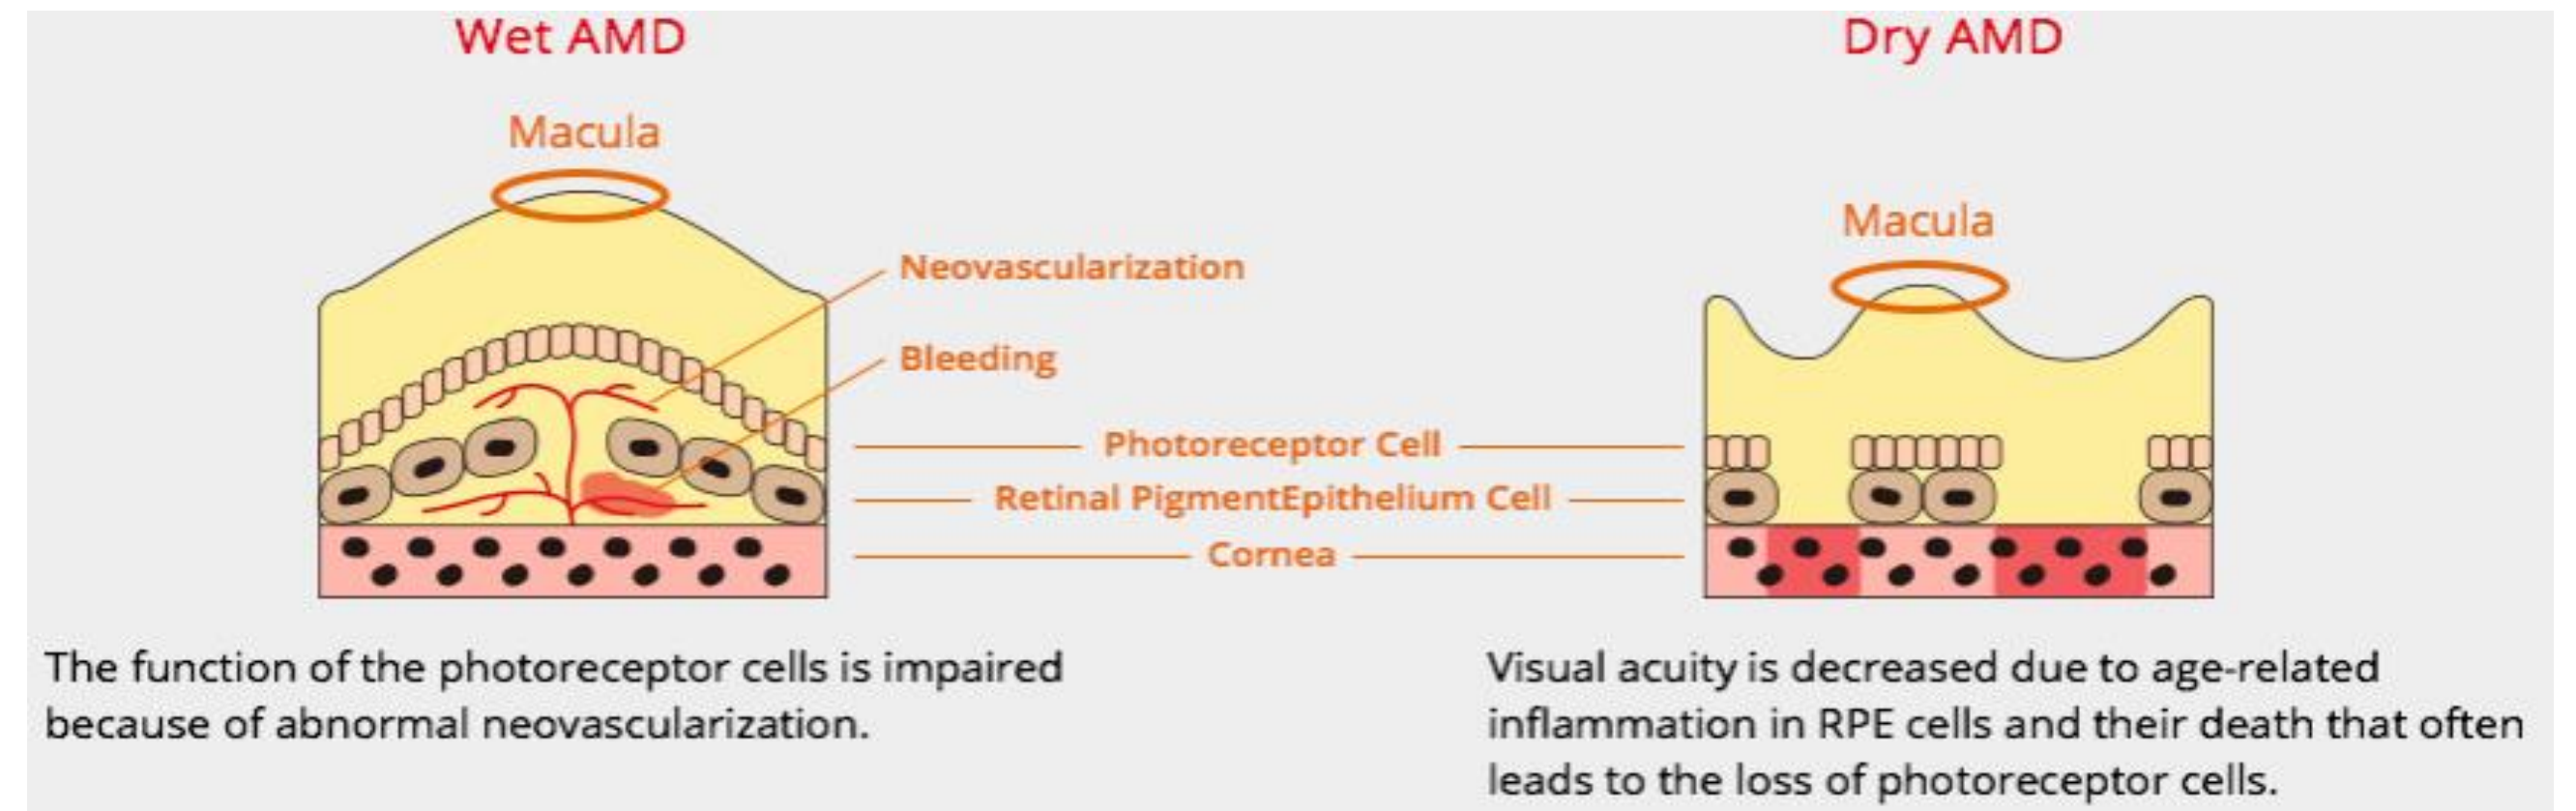 Wet AMD
Dry AMD
Macula
Macula
Neovascularization
Bleeding
Photoreceptor Cell
Retinal PigmentEpithelium Cell
Cornea
The function of the photoreceptor cells is impaired
because of abnormal neovascularization.
Visual acuity is decreased due to age-related
inflammation in RPE cells and their death that often
leads to the loss of photoreceptor cells.